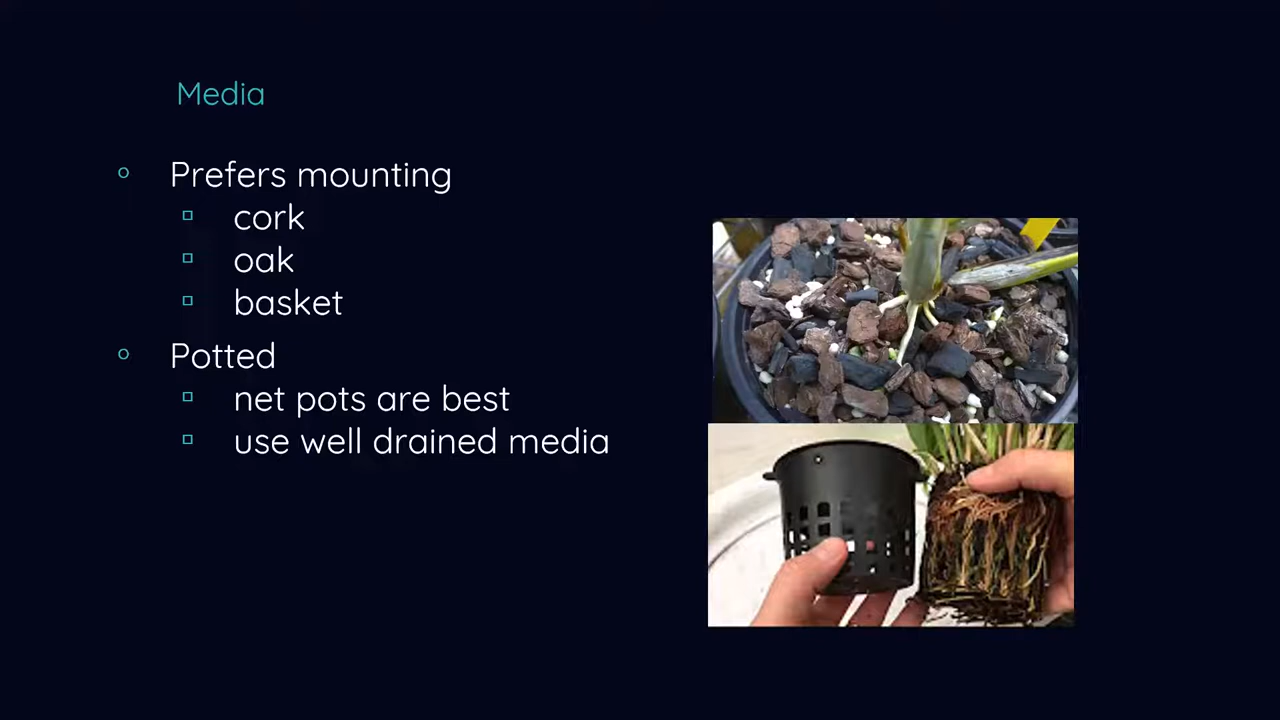 Media
Prefers mounting
cork
oak
basket
Potted
net pots are best
use well drained media